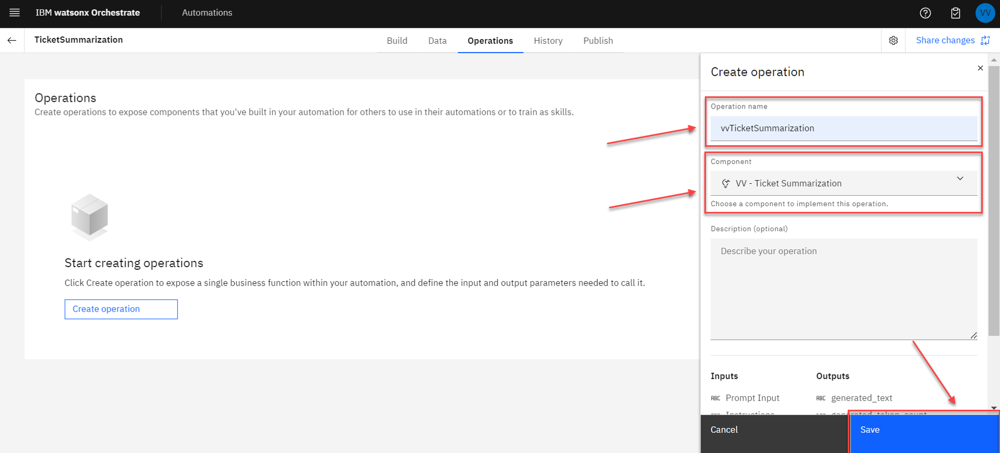 IBM watsonx Orchestrate
Automations
VV
TicketSummarization
Build
Data
Operations
History
Publish
Share changes
Operations
Create operations to expose components that you've built in your automation for others to use in their automations or to train as skills.
Start creating operations
Click Create operation to expose a single business function within your automation, and define the input and output parameters needed to call it.
Create operation
Create operation
Operation name
vvTicketSummarization
Component
VV - Ticket Summarization
Choose a component to implement this operation.
Description (optional)
Describe your operation
Inputs
Outputs
ABC Prompt Input
ABC generated_text
Instructions
generated_token_count
Cancel
Save